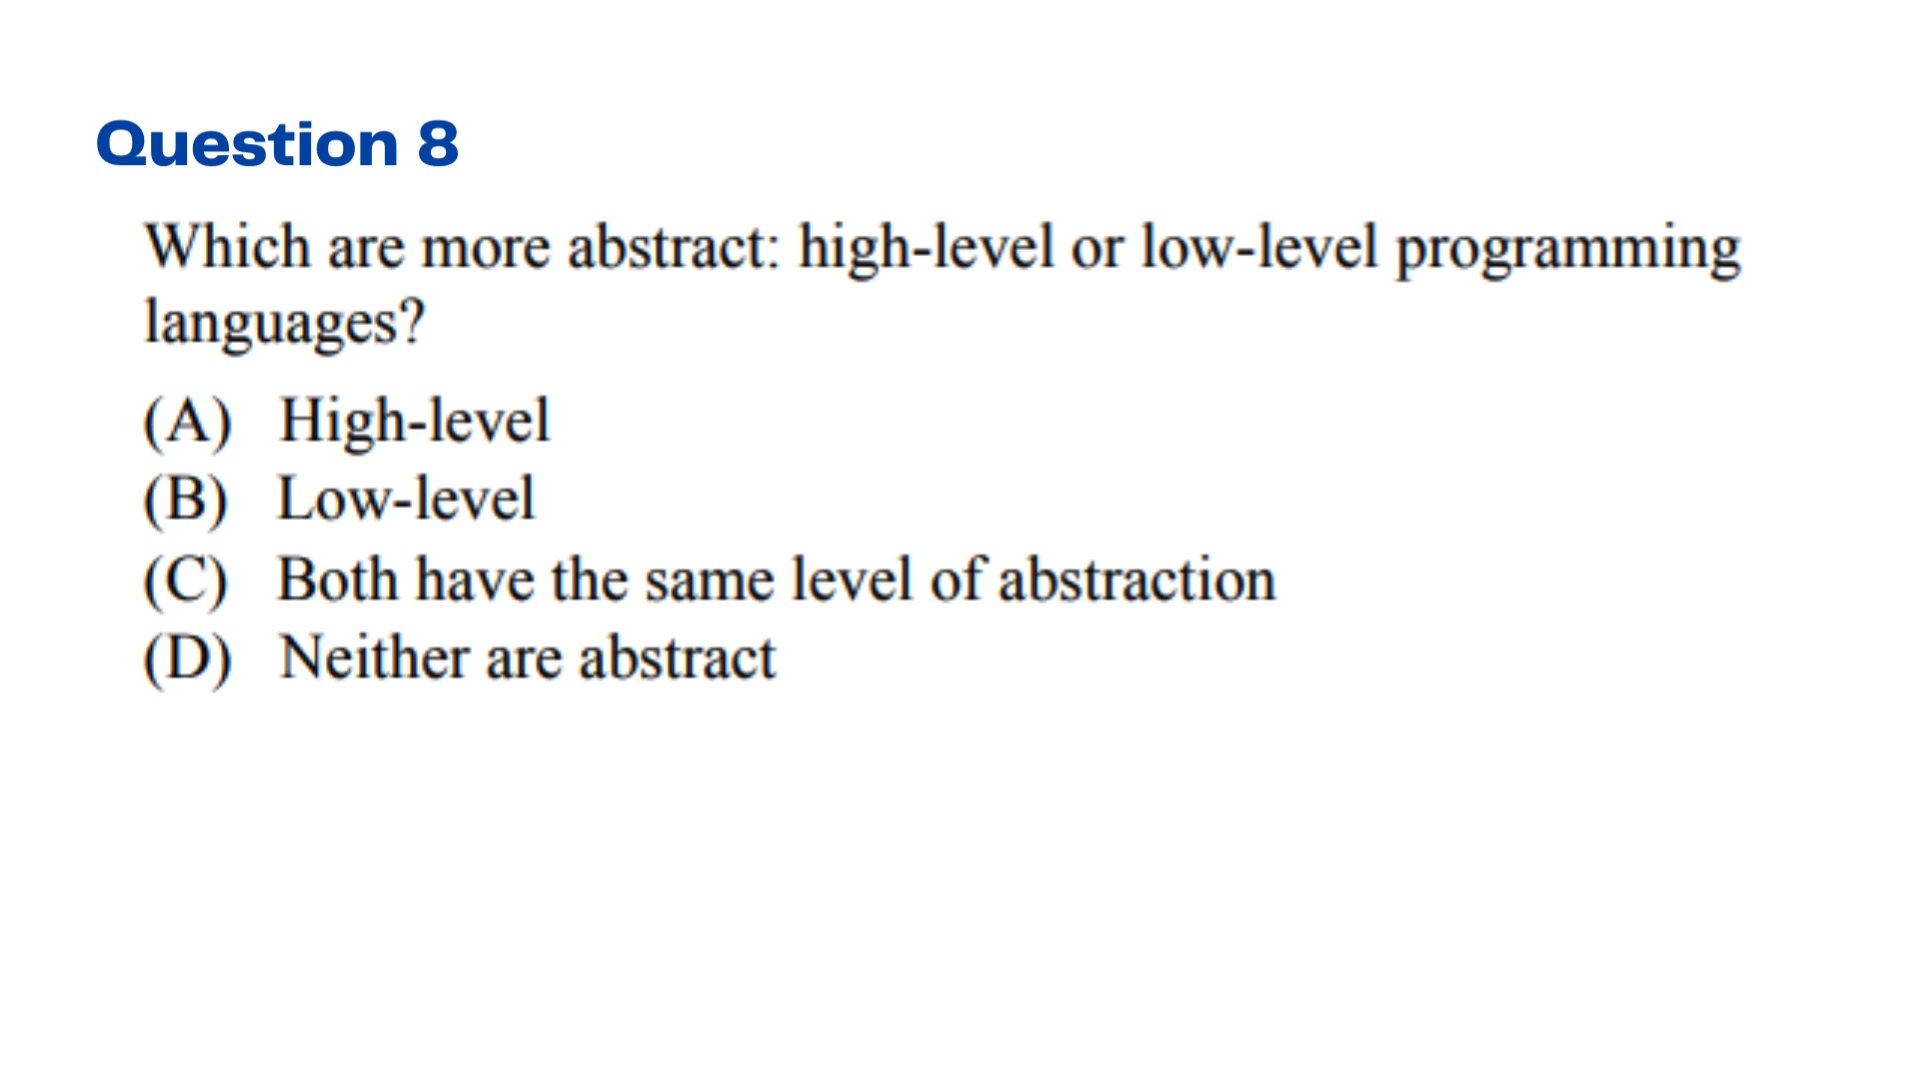 Question 8
Which are more abstract: high-level or low-level programming
languages?
(A) High-level
(B) Low-level
(C) Both have the same level of abstraction
(D) Neither are abstract